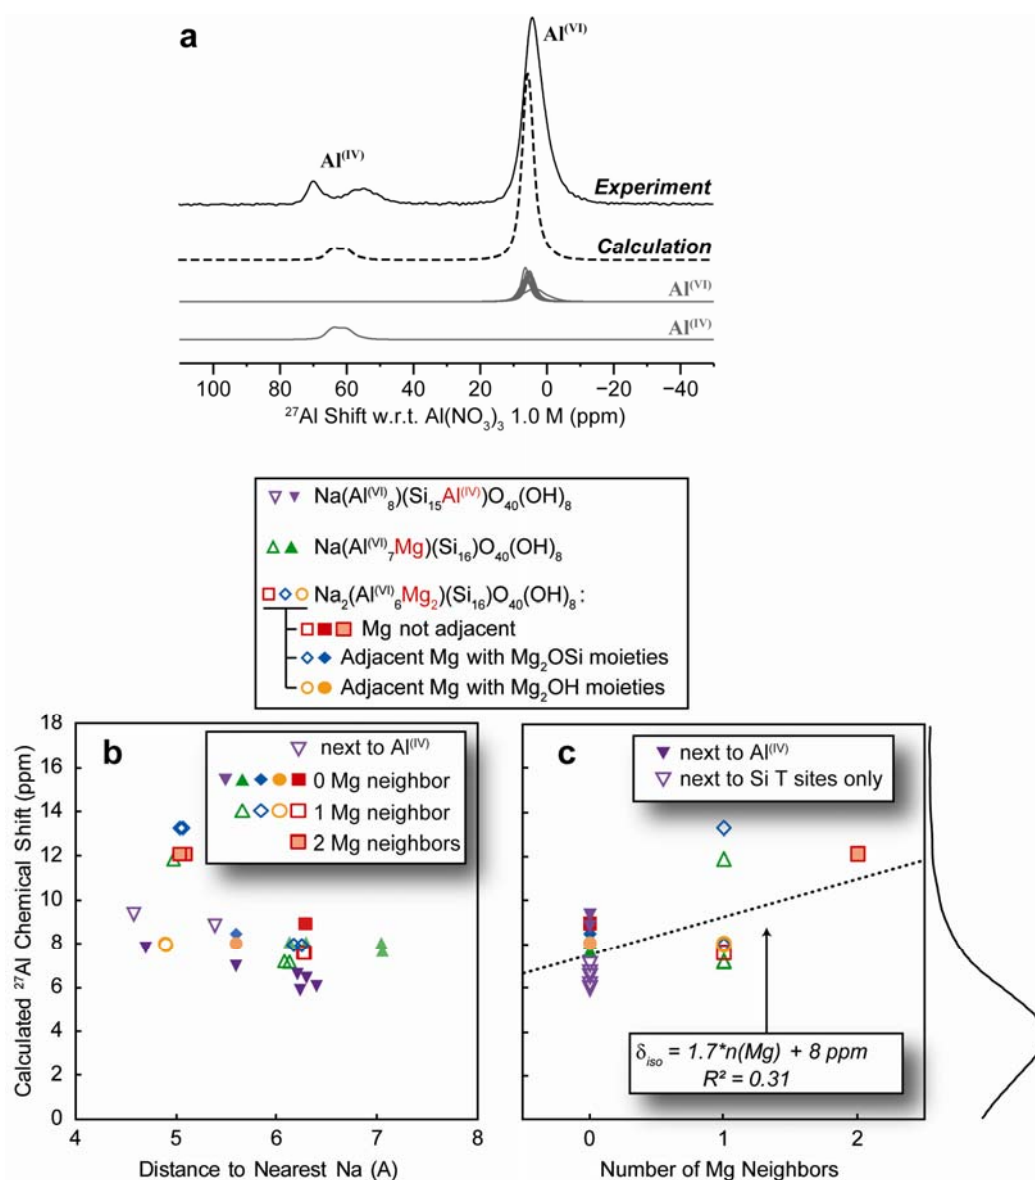 a
Al(VI)
Al(IV)
Experiment
Calculation
Al(VI)
Al(IV)
100 80 60 40 20 0 −20 −40
27Al Shift w.r.t. Al(NO3)3 1.0 M (ppm)
Na(Al(VI)8)(Si15Al(IV))O40(OH)8
Na(Al(VI)7Mg)(Si16)O40(OH)8
Na2(Al(VI)6Mg2)(Si16)O40(OH)8:
Mg not adjacent
Adjacent Mg with Mg2OSi moieties
Adjacent Mg with Mg2OH moieties
Calculated 27Al Chemical Shift (ppm)
18
16
14
12
10
8
6
4
2
0
b
next to Al(IV)
0 Mg neighbor
1 Mg neighbor
2 Mg neighbors
4 5 6 7 8
Distance to Nearest Na (A)
c
next to Al(IV)
next to Si T sites only
δiso = 1.7*n(Mg) + 8 ppm
R² = 0.31
0 1 2
Number of Mg Neighbors